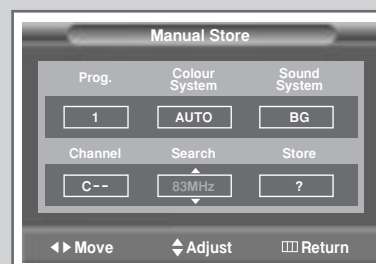 Manual Store
Prog. Colour System Sound System
1 AUTO BG
Channel Search Store
C-- 83MHz ?
Move Adjust Return